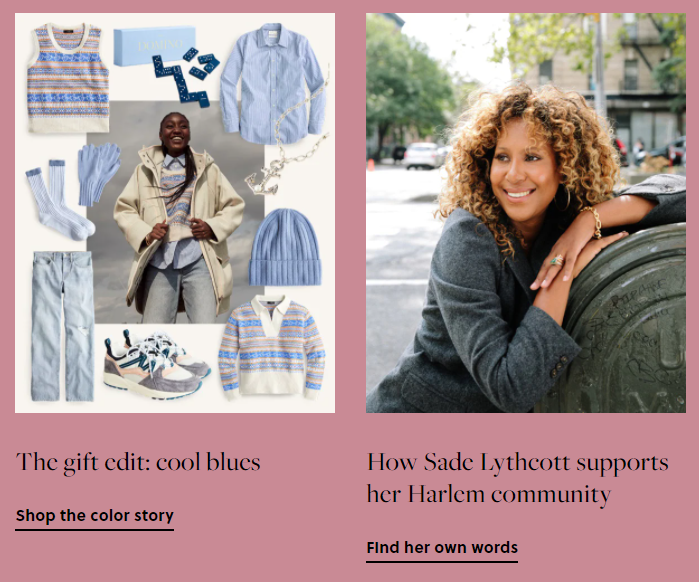 DOMINO
The gift edit: cool blues
Shop the color story
How Sade Lythcott supports
her Harlem community
FInd her own words